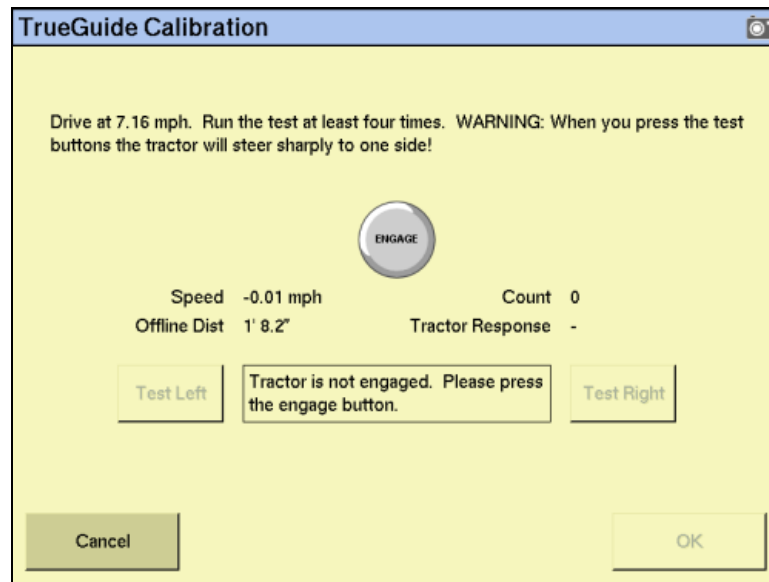 TrueGuide Calibration
Drive at 7.16 mph. Run the test at least four times. WARNING: When you press the test
buttons the tractor will steer sharply to one side!
ENGAGE
Speed -0.01 mph Count 0
Offline Dist 1' 8.2" Tractor Response -
Test Left
Tractor is not engaged. Please press
the engage button.
Test Right
Cancel
OK